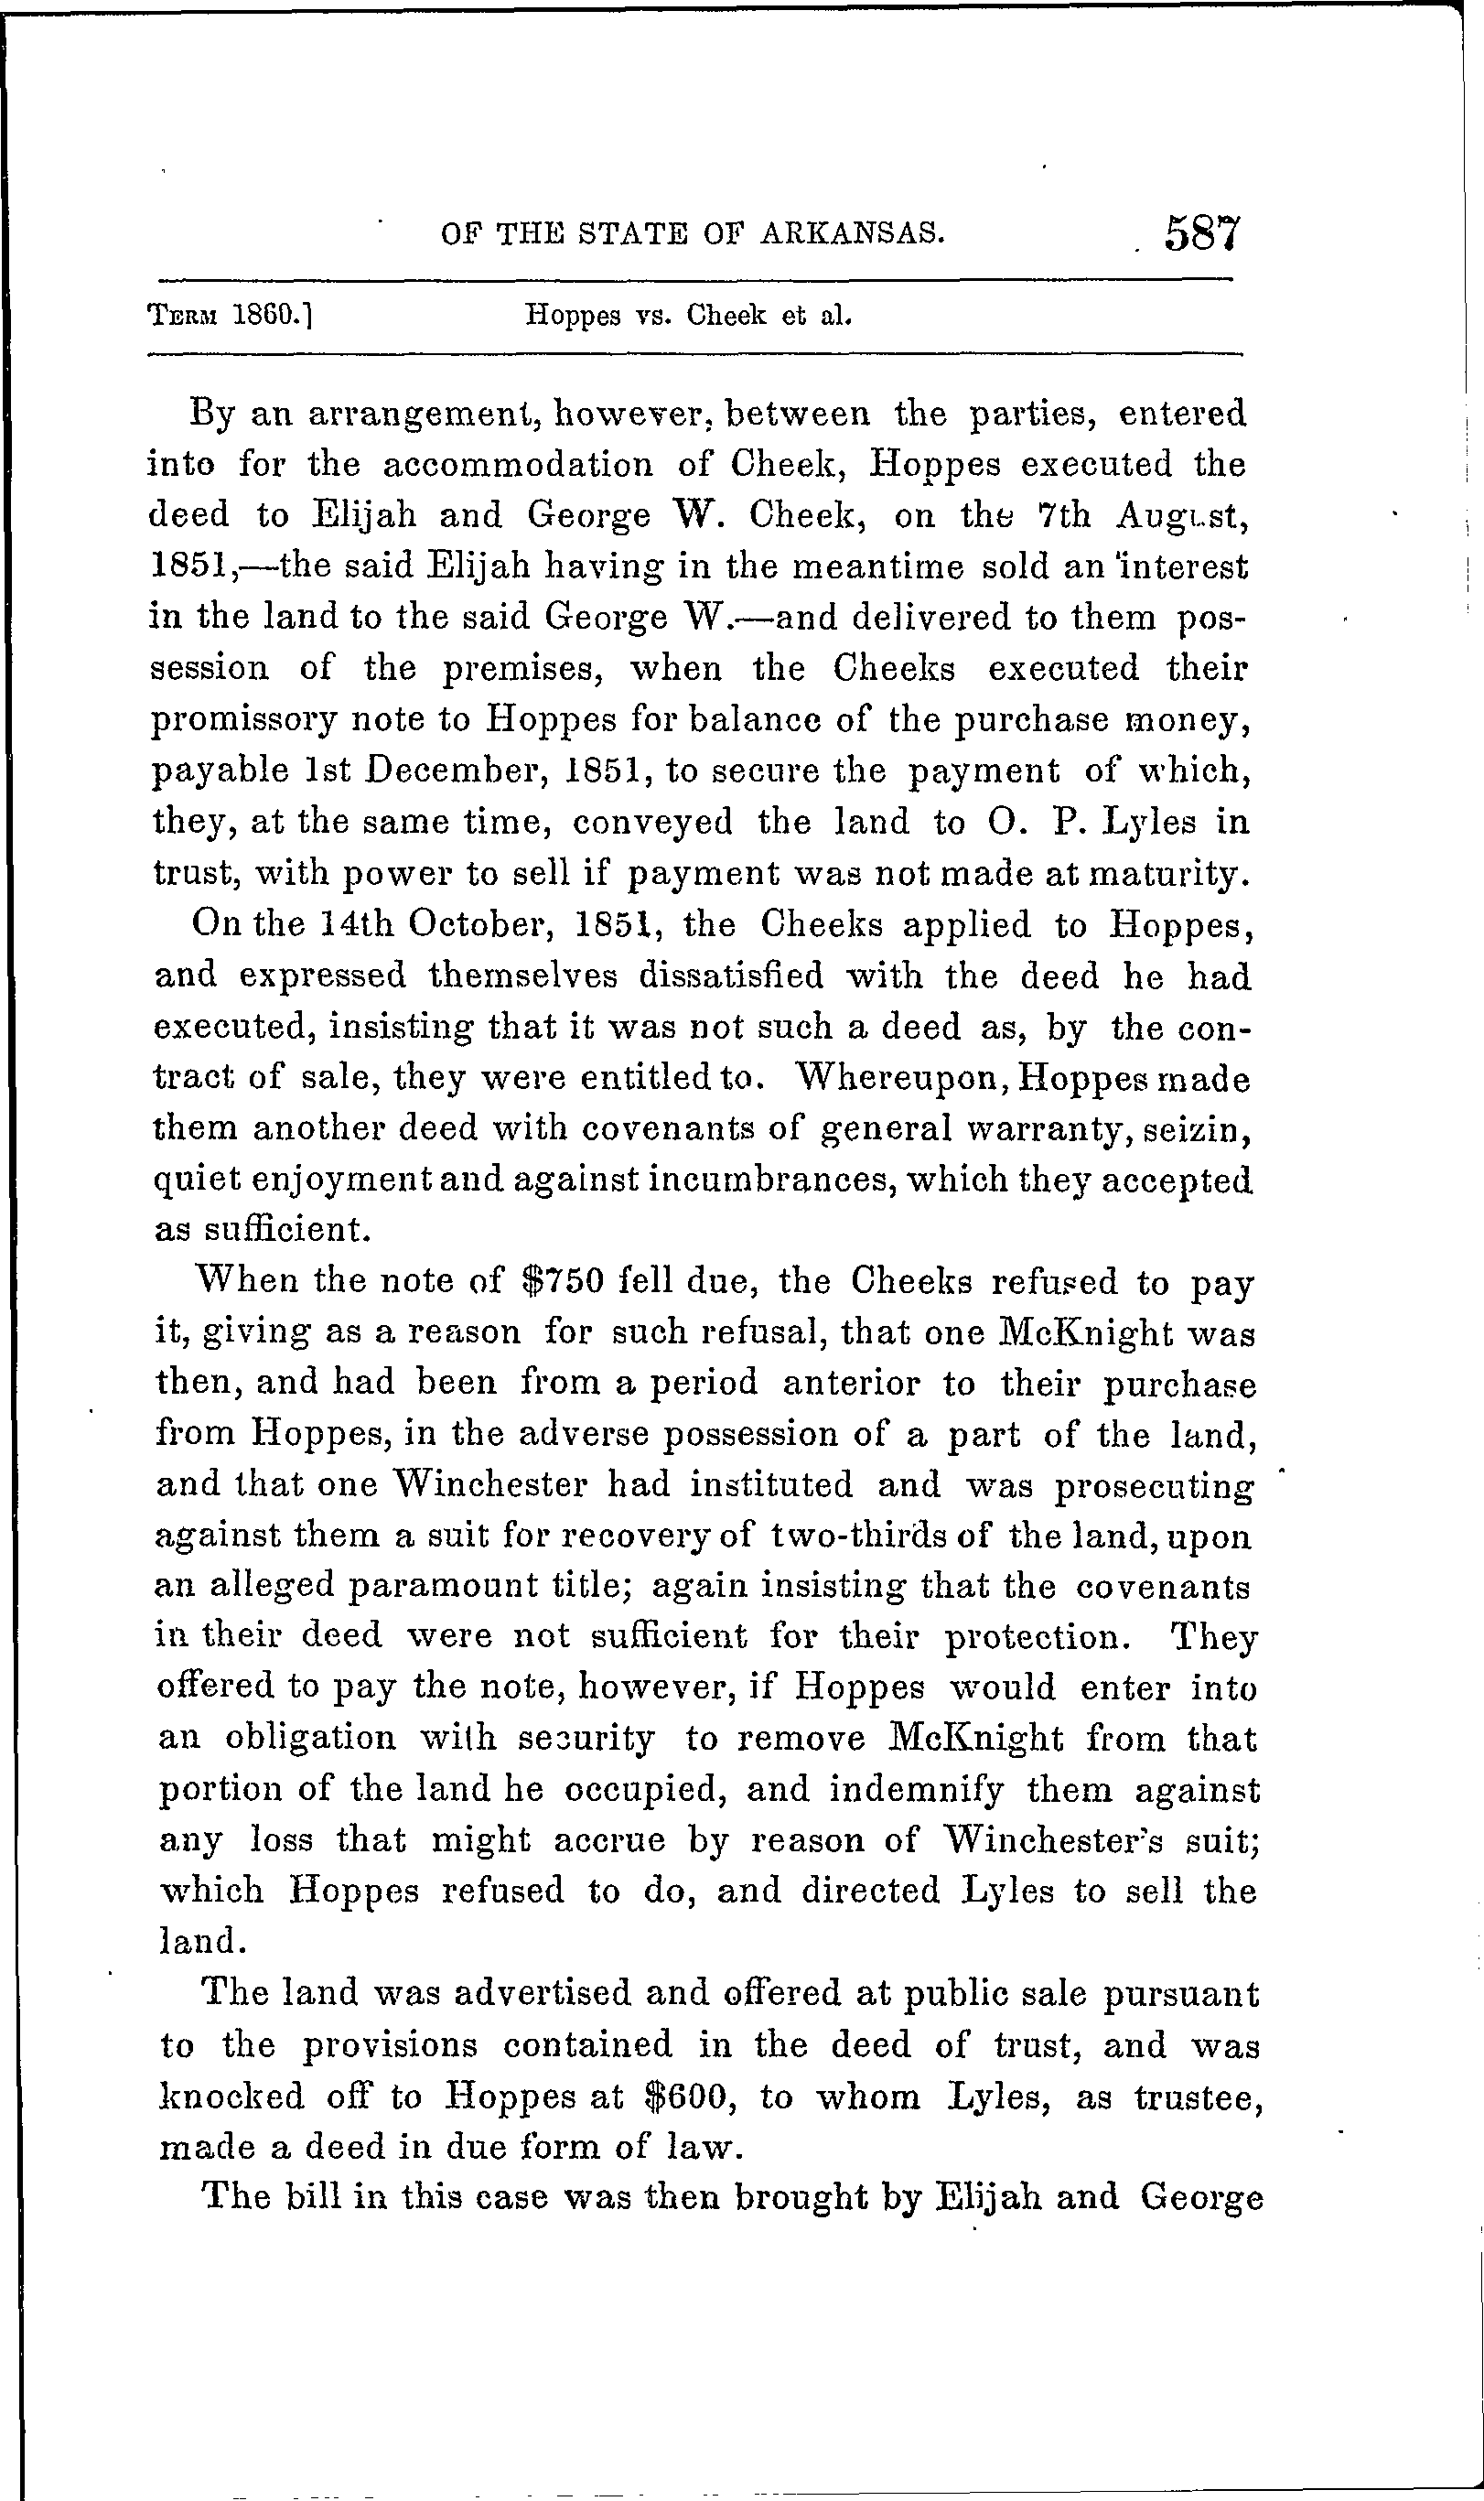 OF THE STATE OF ARKANSAS. 587
TERM 1860.] Hoppes vs. Cheek et al.
By an arrangement, however, between the parties, entered
into for the accommodation of Cheek, Hoppes executed the
deed to Elijah and George W. Cheek, on the 7th August,
1851,—the said Elijah having in the meantime sold an interest
in the land to the said George W.—and delivered to them pos-
session of the premises, when the Cheeks executed their
promissory note to Hoppes for balance of the purchase money,
payable 1st December, 1851, to secure the payment of which,
they, at the same time, conveyed the land to O. P. Lyles in
trust, with power to sell if payment was not made at maturity.
On the 14th October, 1851, the Cheeks applied to Hoppes,
and expressed themselves dissatisfied with the deed he had
executed, insisting that it was not such a deed as, by the con-
tract of sale, they were entitled to. Whereupon, Hoppes made
them another deed with covenants of general warranty, seizin,
quiet enjoyment and against incumbrances, which they accepted
as sufficient.
When the note of $750 fell due, the Cheeks refused to pay
it, giving as a reason for such refusal, that one McKnight was
then, and had been from a period anterior to their purchase
from Hoppes, in the adverse possession of a part of the land,
and that one Winchester had instituted and was prosecuting
against them a suit for recovery of two-thirds of the land, upon
an alleged paramount title; again insisting that the covenants
in their deed were not sufficient for their protection. They
offered to pay the note, however, if Hoppes would enter into
an obligation with security to remove McKnight from that
portion of the land he occupied, and indemnify them against
any loss that might accrue by reason of Winchester's suit;
which Hoppes refused to do, and directed Lyles to sell the
land.
The land was advertised and offered at public sale pursuant
to the provisions contained in the deed of trust, and was
knocked off to Hoppes at $600, to whom Lyles, as trustee,
made a deed in due form of law.
The bill in this case was then brought by Elijah and George